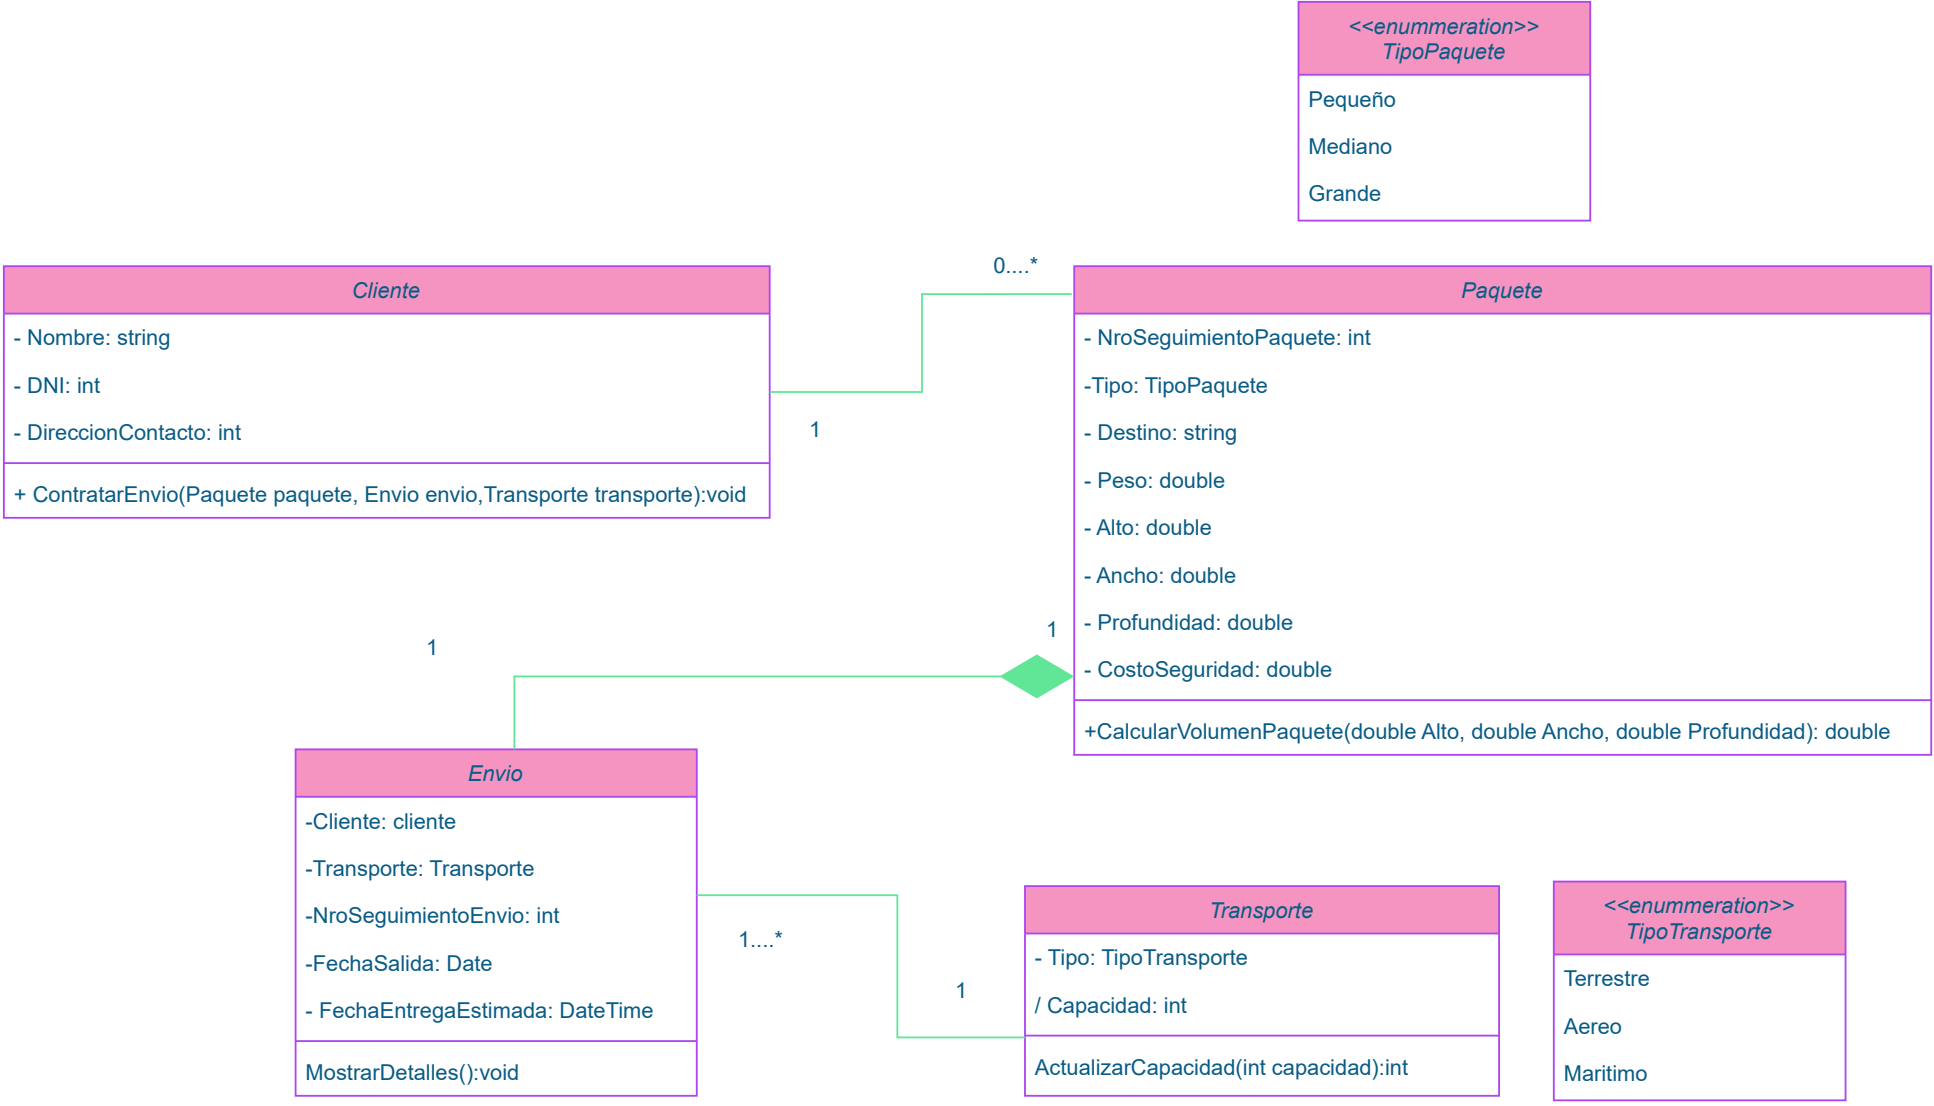 <<enummeration>>
TipoPaquete
Pequeño
Mediano
Grande
0....*
Cliente
- Nombre: string
- DNI: int
- DireccionContacto: int
+ ContratarEnvio(Paquete paquete, Envio envio,Transporte transporte):void
1
Paquete
- NroSeguimientoPaquete: int
-Tipo: TipoPaquete
- Destino: string
- Peso: double
- Alto: double
- Ancho: double
- Profundidad: double
- CostoSeguridad: double
+CalcularVolumenPaquete(double Alto, double Ancho, double Profundidad): double
1
1
Envio
-Cliente: cliente
-Transporte: Transporte
-NroSeguimientoEnvio: int
-FechaSalida: Date
- FechaEntregaEstimada: DateTime
MostrarDetalles():void
1....*
1
Transporte
- Tipo: TipoTransporte
/ Capacidad: int
ActualizarCapacidad(int capacidad):int
<<enummeration>>
TipoTransporte
Terrestre
Aereo
Maritimo